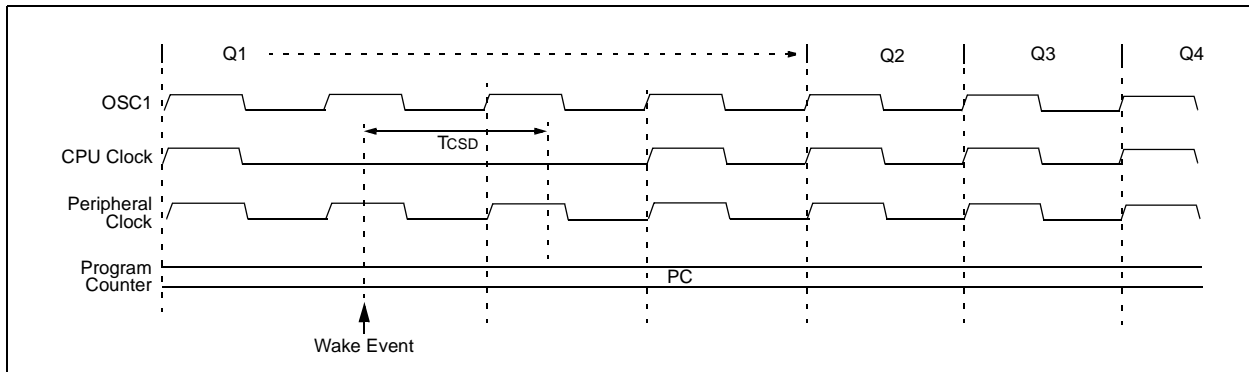 Q1 Q2 Q3 Q4
OSC1
TCSD
CPU Clock
Peripheral
Clock
Program
Counter
PC
Wake Event